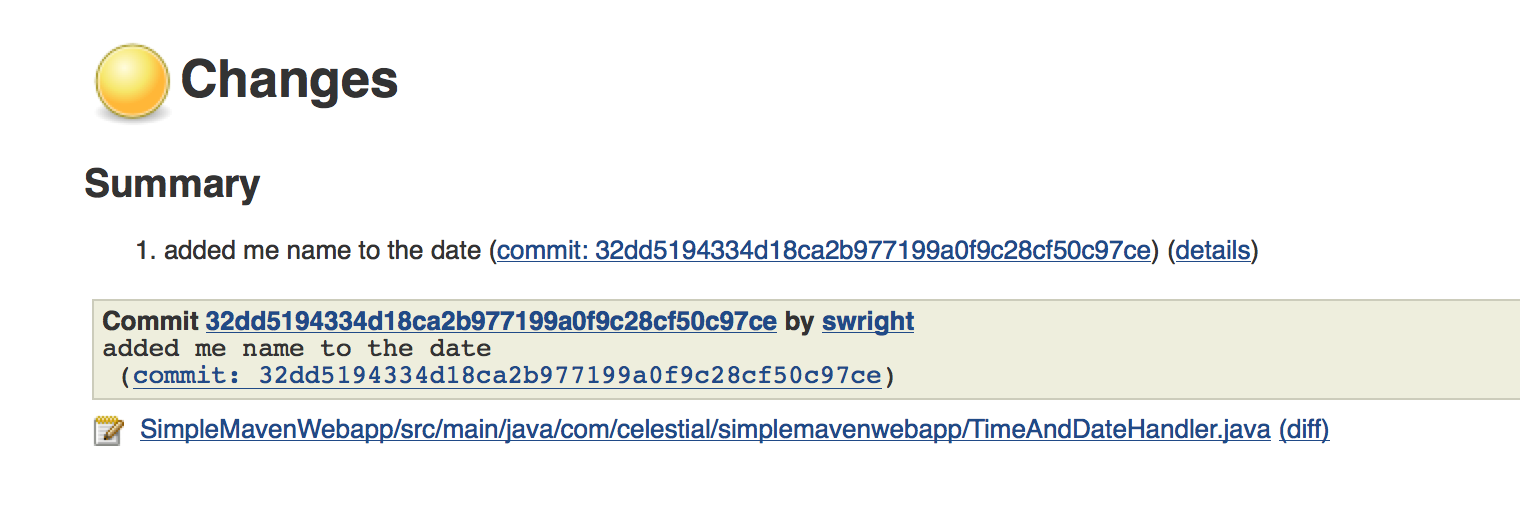 Changes
Summary
1. added me name to the date (commit: 32dd5194334d18ca2b977199a0f9c28cf50c97ce) (details)
Commit 32dd5194334d18ca2b977199a0f9c28cf50c97ce by swright
added me name to the date
(commit: 32dd5194334d18ca2b977199a0f9c28cf50c97ce)
SimpleMavenWebapp/src/main/java/com/celestial/simplemavenwebapp/TimeAndDateHandler.java (diff)